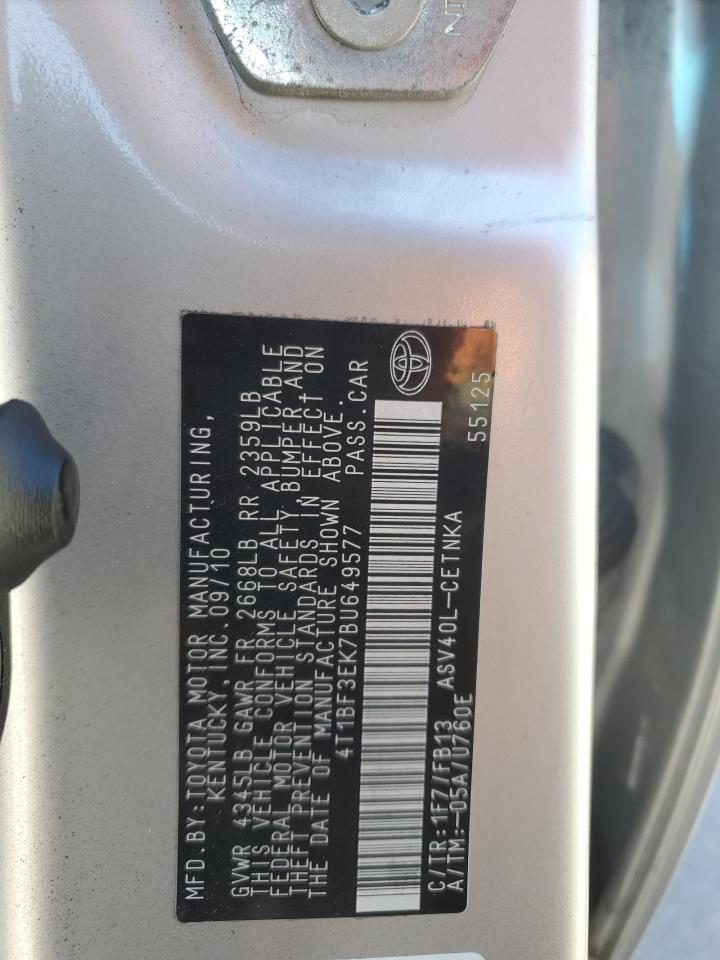 MFD.BY:TOYOTA MOTOR MANUFACTURING,
KENTUCKY,INC.09/10
GVWR 4345LB GAWR FR 2668LB RR 2359LB
THIS VEHICLE CONFORMS TO ALL APPLICABLE
FEDERAL MOTOR VEHICLE SAFETY,BUMPER,AND
THEFT PREVENTION STANDARDS IN EFFECT ON
THE DATE OF MANUFACTURE SHOWN ABOVE.
4T1BF3EK7BU649577 PASS.CAR
C/TR:1F7/FB13 ASV40L-CETNKA
A/TM:-05A/U760E 55125